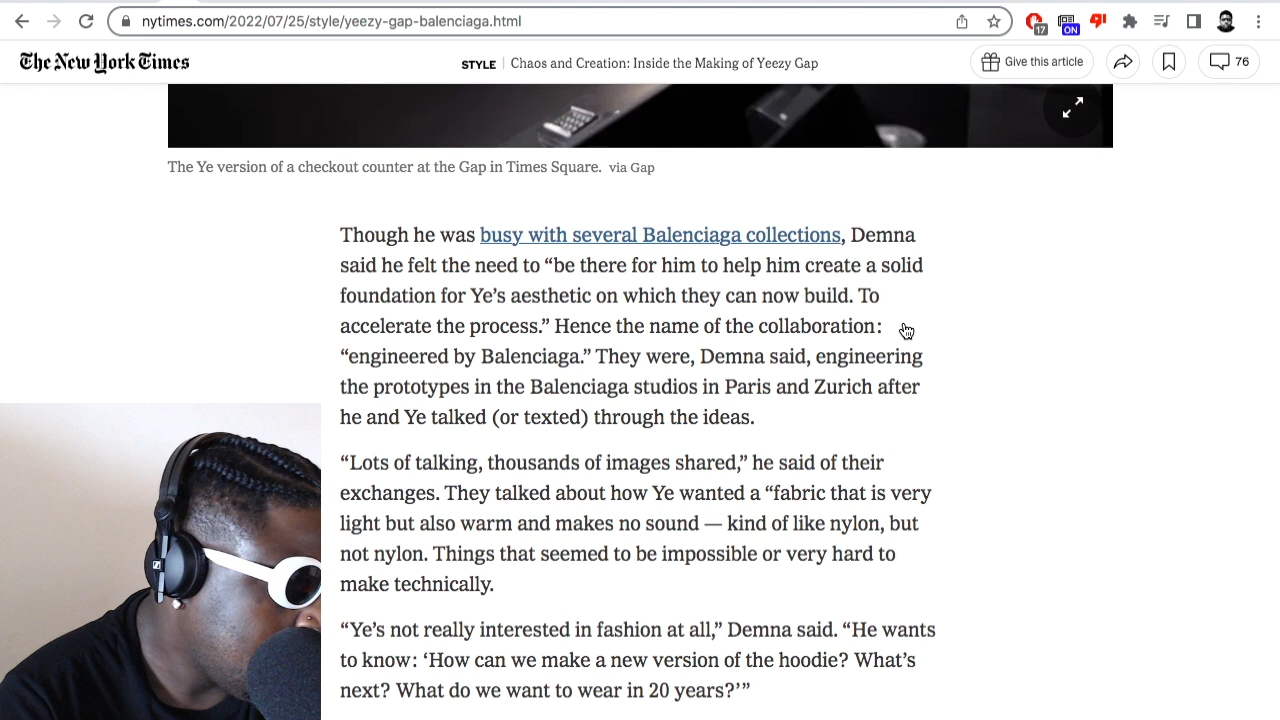 nytimes.com/2022/07/25/style/yeezy-gap-balenciaga.html
17
ON
The New York Times
STYLE | Chaos and Creation: Inside the Making of Yeezy Gap
Give this article
76
The Ye version of a checkout counter at the Gap in Times Square. via Gap
Though he was busy with several Balenciaga collections, Demna
said he felt the need to “be there for him to help him create a solid
foundation for Ye’s aesthetic on which they can now build. To
accelerate the process.” Hence the name of the collaboration:
“engineered by Balenciaga.” They were, Demna said, engineering
the prototypes in the Balenciaga studios in Paris and Zurich after
he and Ye talked (or texted) through the ideas.
“Lots of talking, thousands of images shared,” he said of their
exchanges. They talked about how Ye wanted a “fabric that is very
light but also warm and makes no sound — kind of like nylon, but
not nylon. Things that seemed to be impossible or very hard to
make technically.
“Ye’s not really interested in fashion at all,” Demna said. “He wants
to know: ‘How can we make a new version of the hoodie? What’s
next? What do we want to wear in 20 years?’”